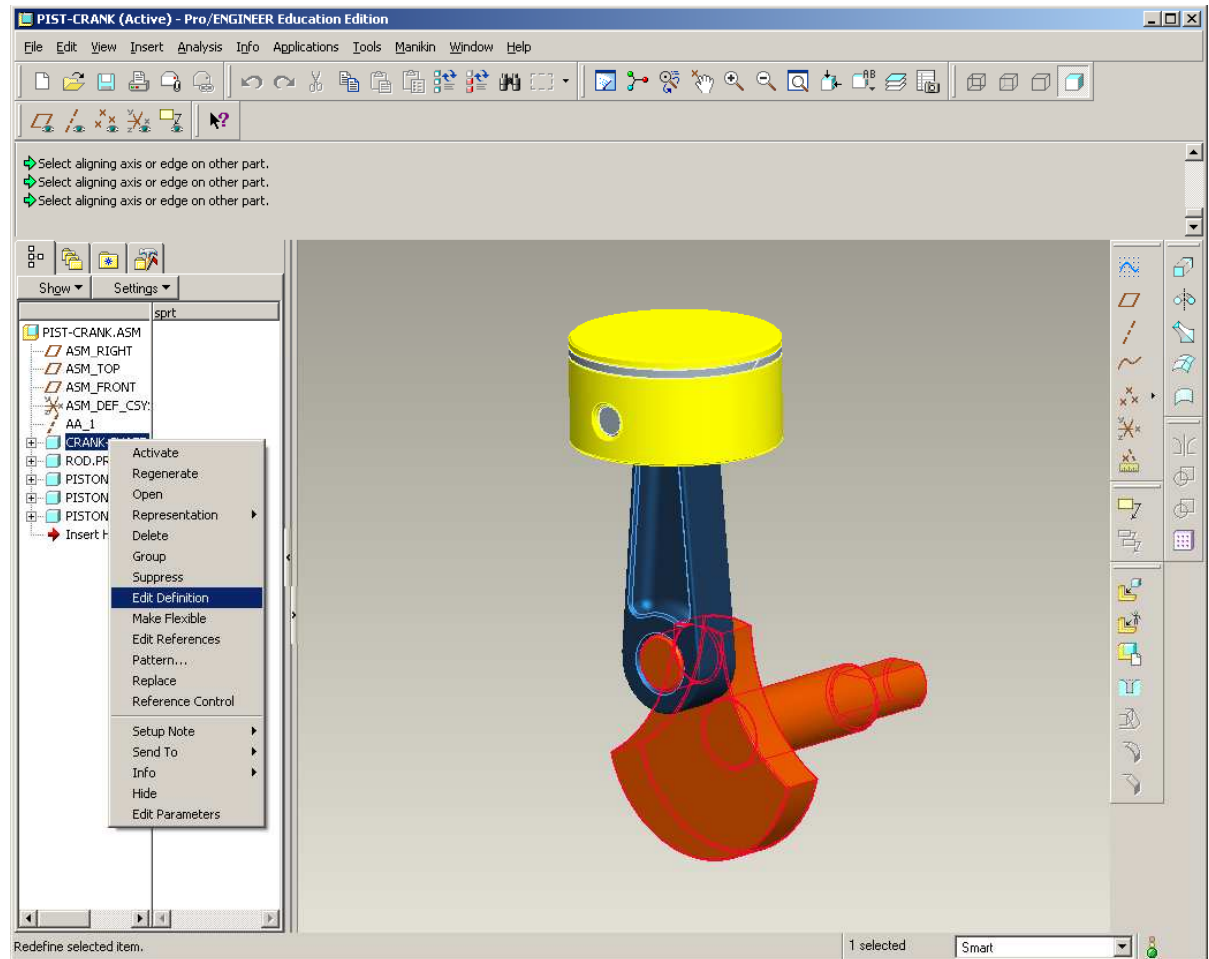 PIST-CRANK (Active) - Pro/ENGINEER Education Edition
File Edit View Insert Analysis Info Applications Tools Manikin Window Help
Select aligning axis or edge on other part.
Select aligning axis or edge on other part.
Select aligning axis or edge on other part.
Show Settings
sprt
PIST-CRANK.ASM
ASM_RIGHT
ASM_TOP
ASM_FRONT
ASM_DEF_CSY:
AA_1
CRANK-
ROD.PR
PISTON
PISTON
PISTON
Insert H
Activate
Regenerate
Open
Representation
Delete
Group
Suppress
Edit Definition
Make Flexible
Edit References
Pattern...
Replace
Reference Control
Setup Note
Send To
Info
Hide
Edit Parameters
Redefine selected item. 1 selected Smart